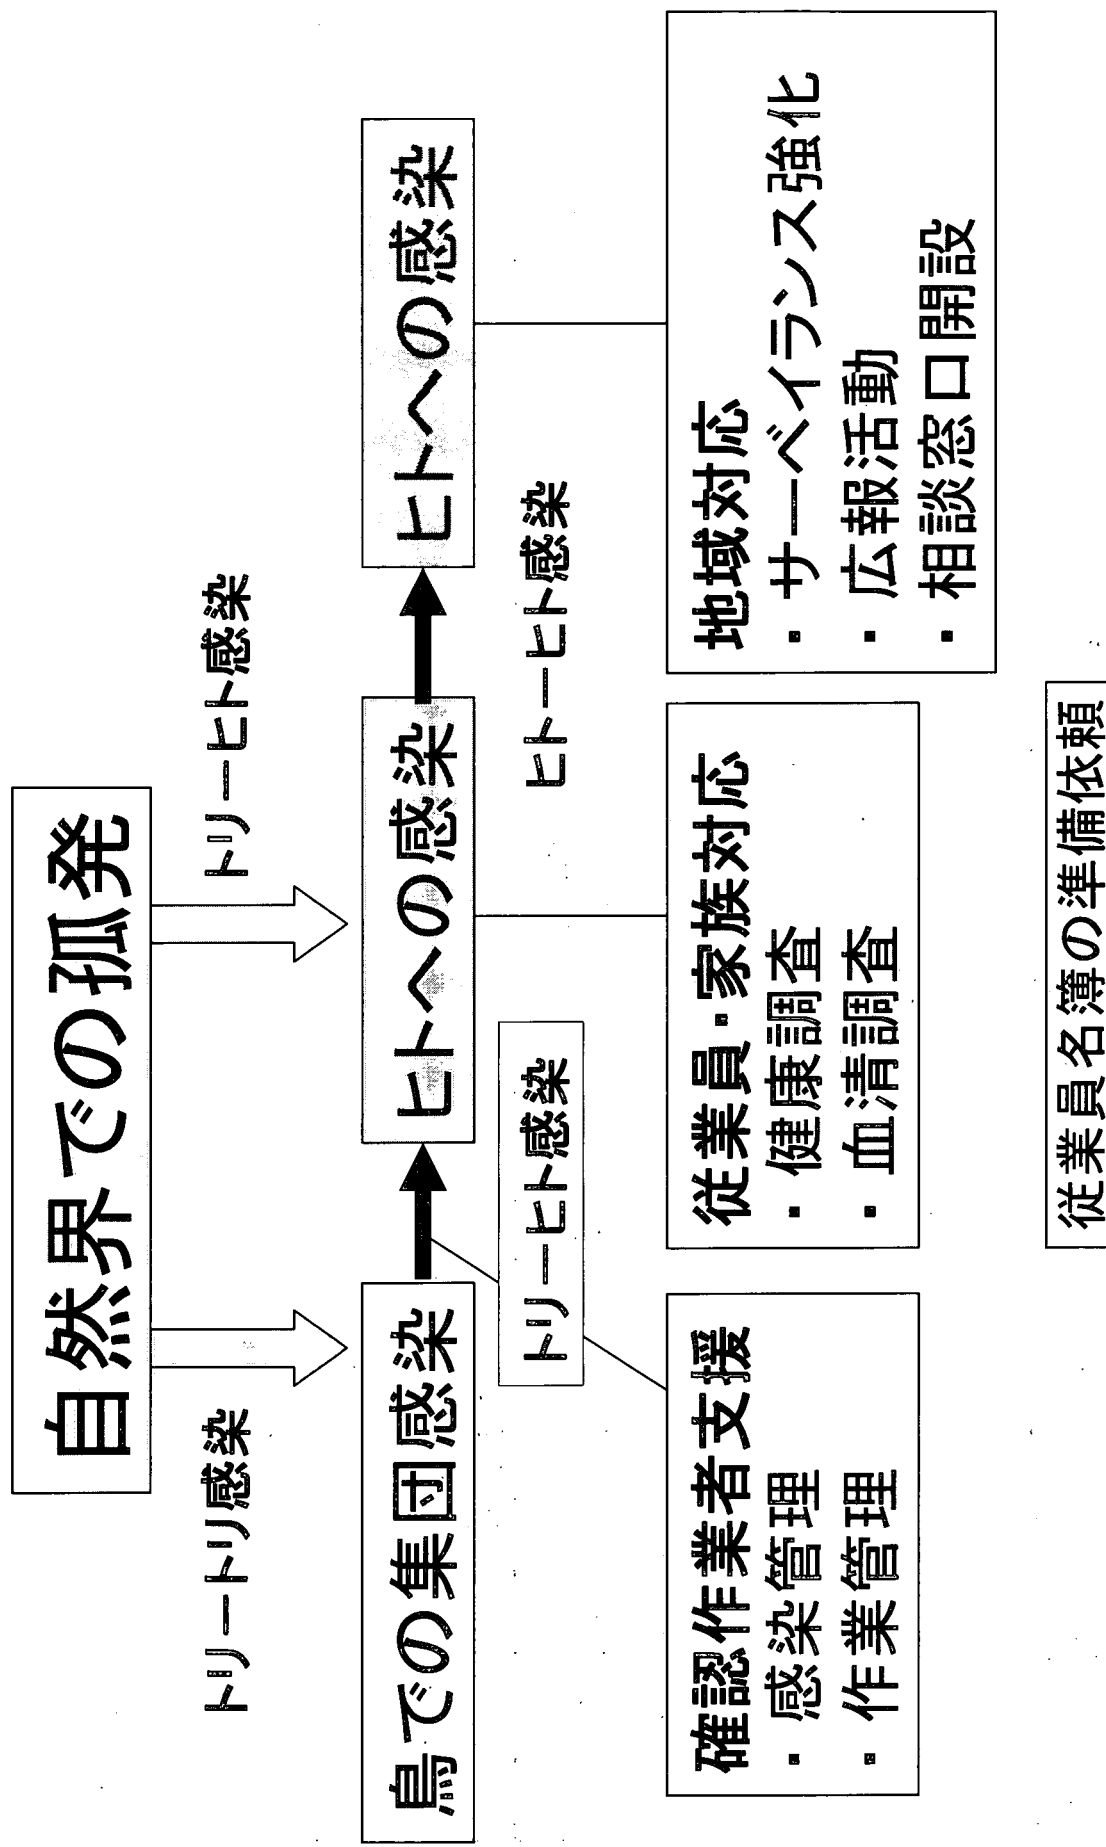 自然界での孤発
トリートリ感染
トリーヒト感染
鳥での集団感染
ヒトへの感染
ヒトへの感染
トリーヒト感染
ヒトーヒト感染
確認作業者支援
・感染管理
・作業管理
従業員・家族対応
・健康調査
・血清調査
地域対応
・サーベイランス強化
・広報活動
・相談窓口開設
従業員名簿の準備依頼